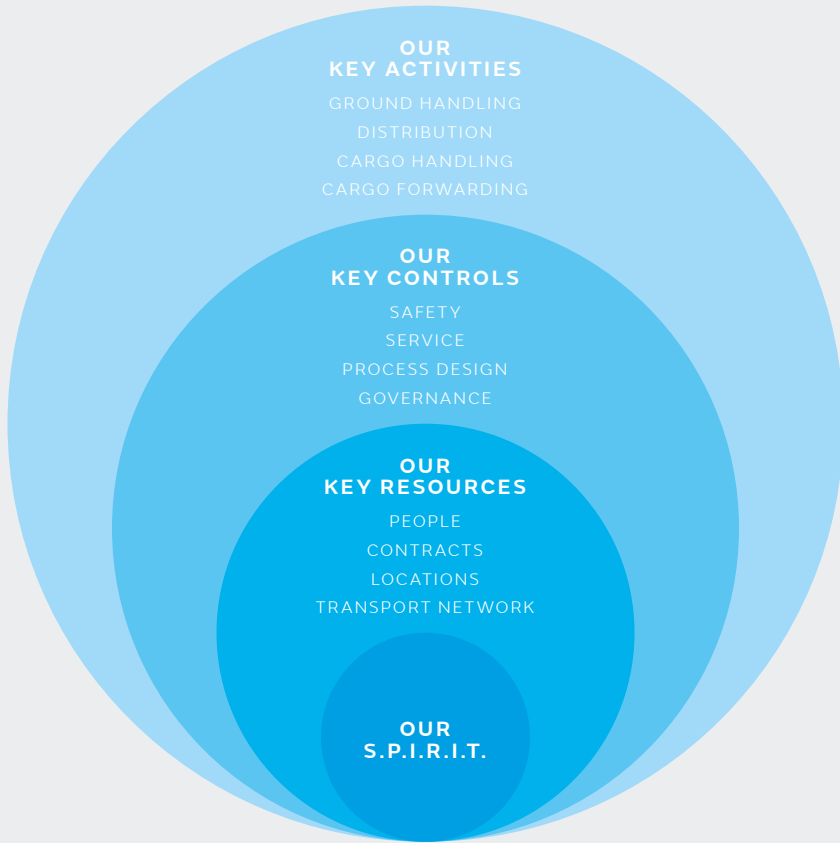 OUR
KEY ACTIVITIES
GROUND HANDLING
DISTRIBUTION
CARGO HANDLING
CARGO FORWARDING
OUR
KEY CONTROLS
SAFETY
SERVICE
PROCESS DESIGN
GOVERNANCE
OUR
KEY RESOURCES
PEOPLE
CONTRACTS
LOCATIONS
TRANSPORT NETWORK
OUR
S.P.I.R.I.T.